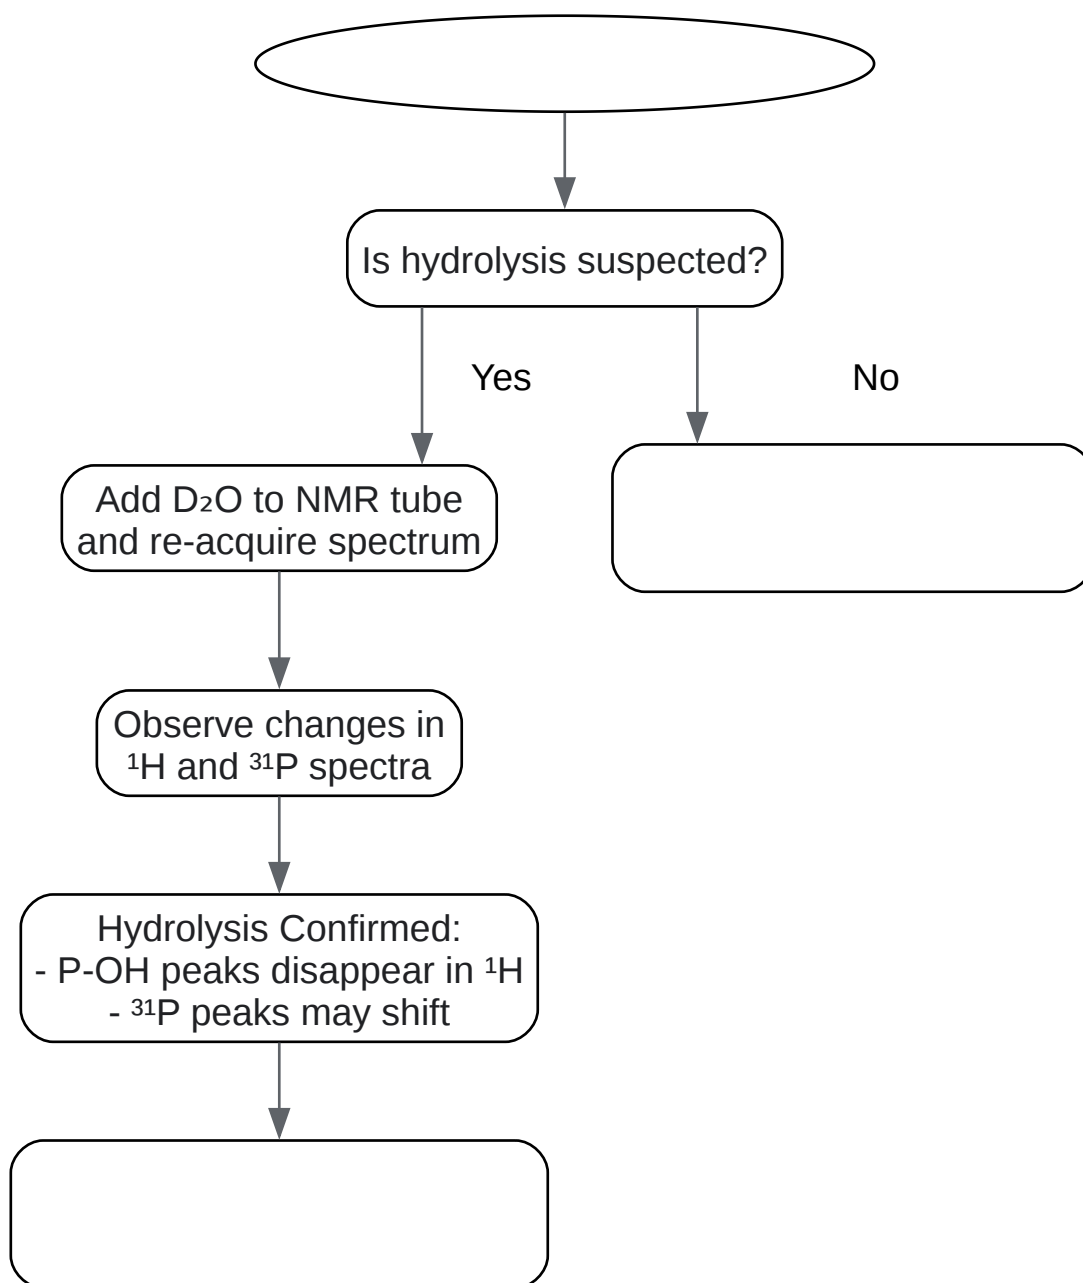 Is hydrolysis suspected?
Yes
No
Add D₂O to NMR tube
and re-acquire spectrum
Observe changes in
¹H and ³¹P spectra
Hydrolysis Confirmed:
- P-OH peaks disappear in ¹H
- ³¹P peaks may shift